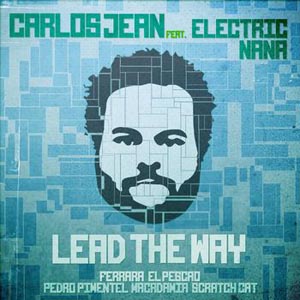 CARLOS JEAN FEAT. ELECTRIC
NANA
LEAD THE WAY
FERRARA EL PESCAO
PEDRO PIMENTEL MACADAMIA SCRATCH CAT